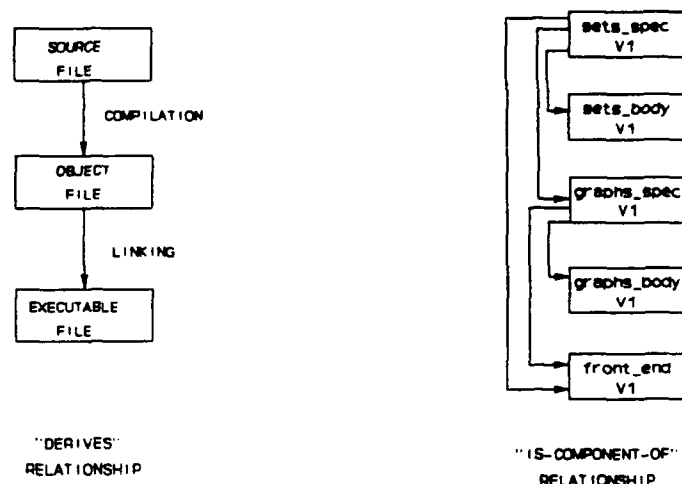 SOURCE
FILE
COMPILATION
OBJECT
FILE
LINKING
EXECUTABLE
FILE
"DERIVES"
RELATIONSHIP
sets_spec
V1
sets_body
V1
graphs_spec
V1
graphs_body
V1
front_end
V1
"IS-COMPONENT-OF"
RELATIONSHIP